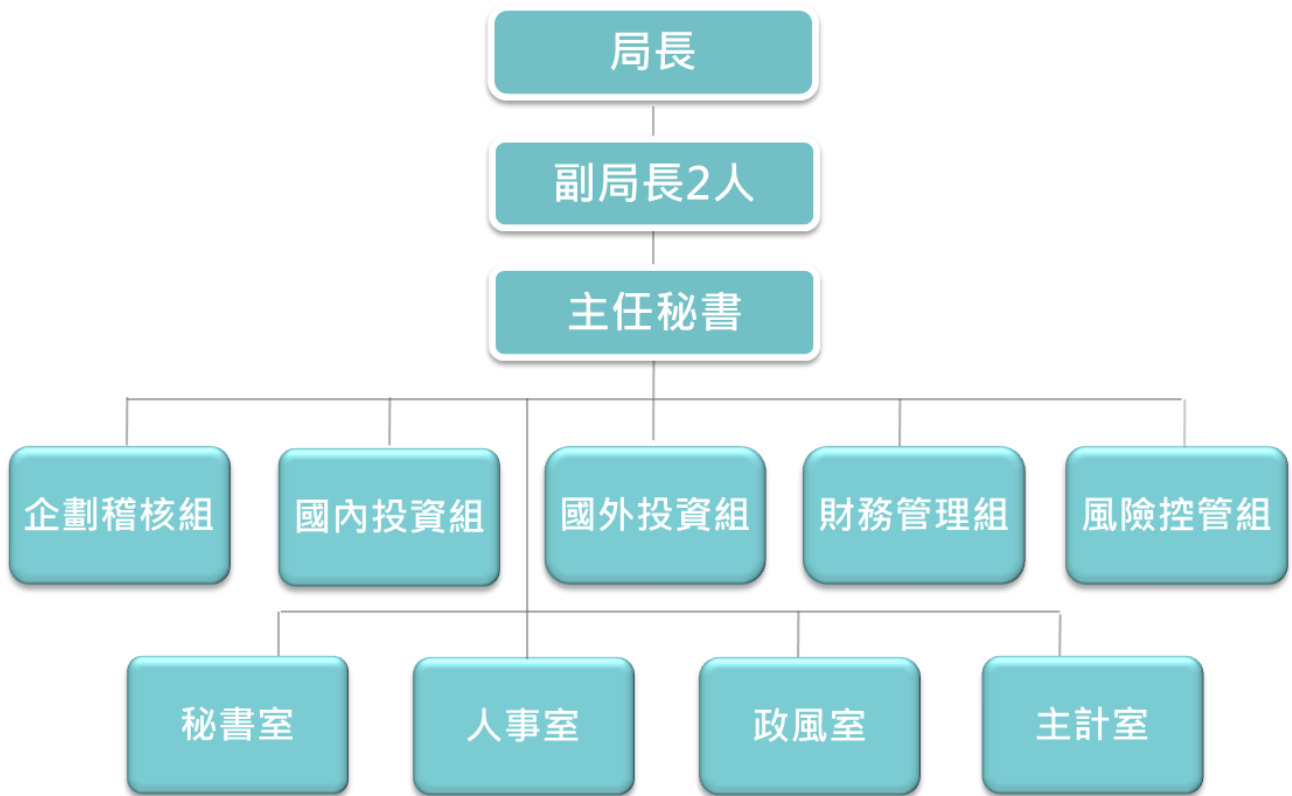 局長
副局長2人
主任秘書
企劃稽核組
國內投資組
國外投資組
財務管理組
風險控管組
秘書室
人事室
政風室
主計室